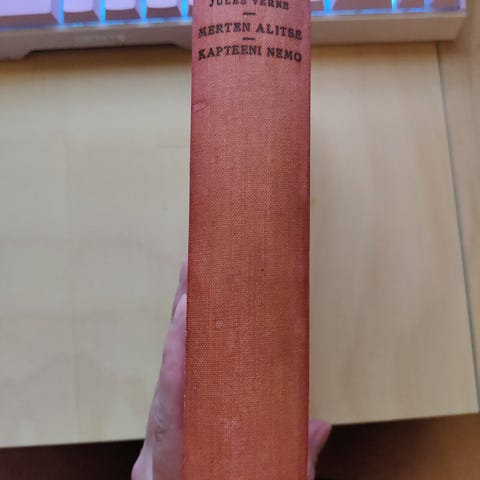 JULES VERNE
MERTEN ALITSE
KAPTEENI NEMO